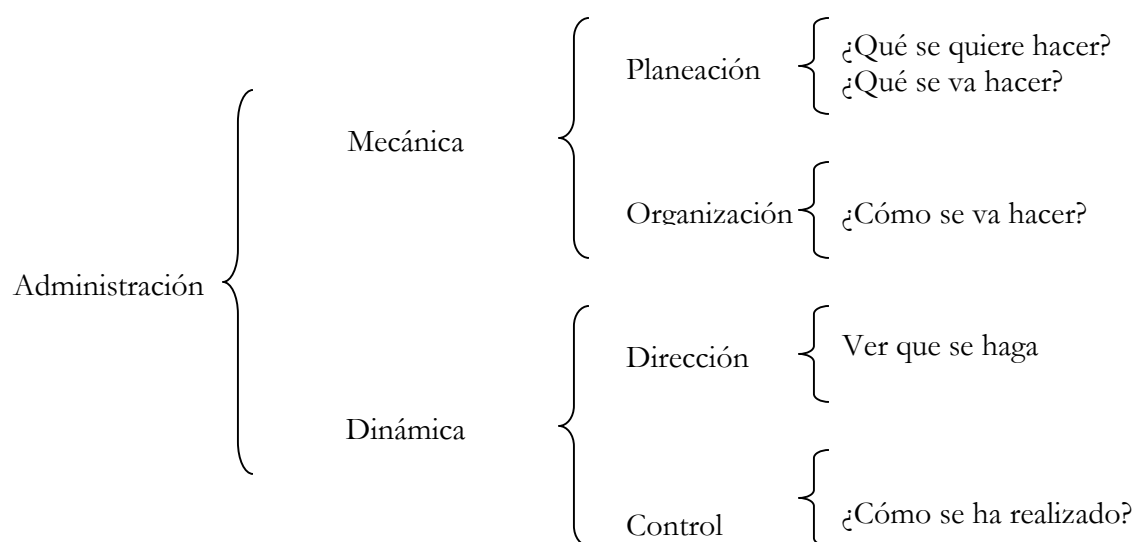 Administración
Mecánica
Planeación
¿Qué se quiere hacer?
¿Qué se va hacer?
Organización
¿Cómo se va hacer?
Dinámica
Dirección
Ver que se haga
Control
¿Cómo se ha realizado?